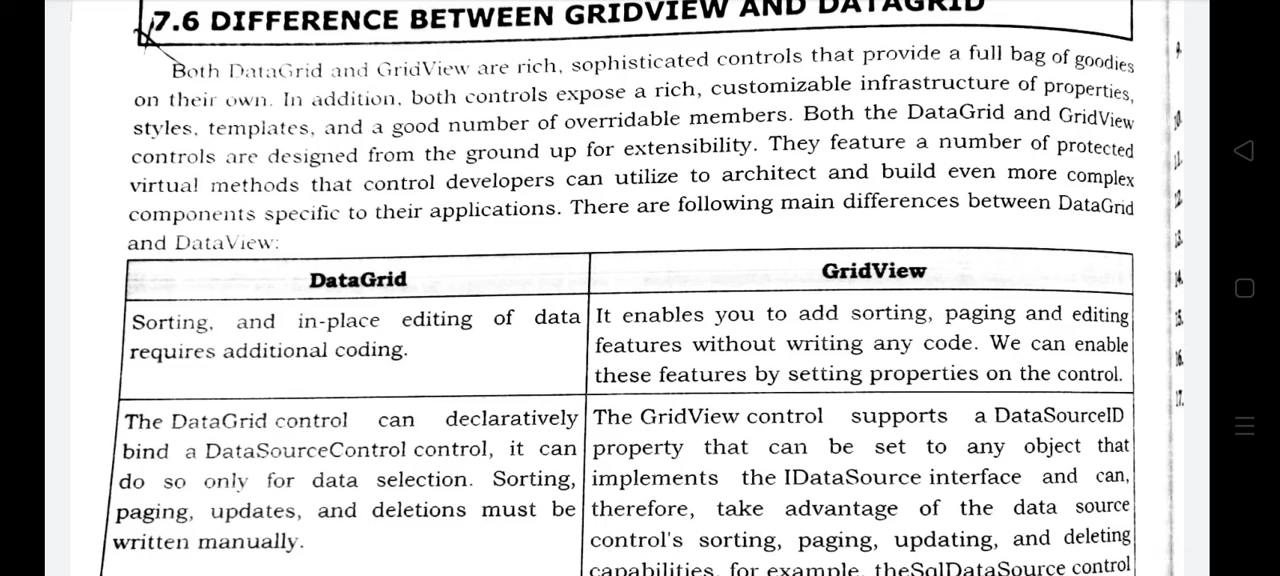 7.6 DIFFERENCE BETWEEN GRIDVIEW AND DATAGRID
Both DataGrid and GridView are rich, sophisticated controls that provide a full bag of goodies
on their own. In addition, both controls expose a rich, customizable infrastructure of properties,
styles, templates, and a good number of overridable members. Both the DataGrid and GridView
controls are designed from the ground up for extensibility. They feature a number of protected
virtual methods that control developers can utilize to architect and build even more complex
components specific to their applications. There are following main differences between DataGrid
and DataView:
DataGrid
Sorting, and in-place editing of data
requires additional coding.
GridView
It enables you to add sorting, paging and editing
features without writing any code. We can enable
these features by setting properties on the control.
The DataGrid control can declaratively
bind a DataSourceControl control, it can
do so only for data selection. Sorting,
paging, updates, and deletions must be
written manually.
The GridView control supports a DataSourceID
property that can be set to any object that
implements the IDataSource interface and can,
therefore, take advantage of the data source
control's sorting, paging, updating, and deleting
capabilities, for example, theSqlDataSource control
9.
10.
11.
12.
13.
14.
15.
16.
17.